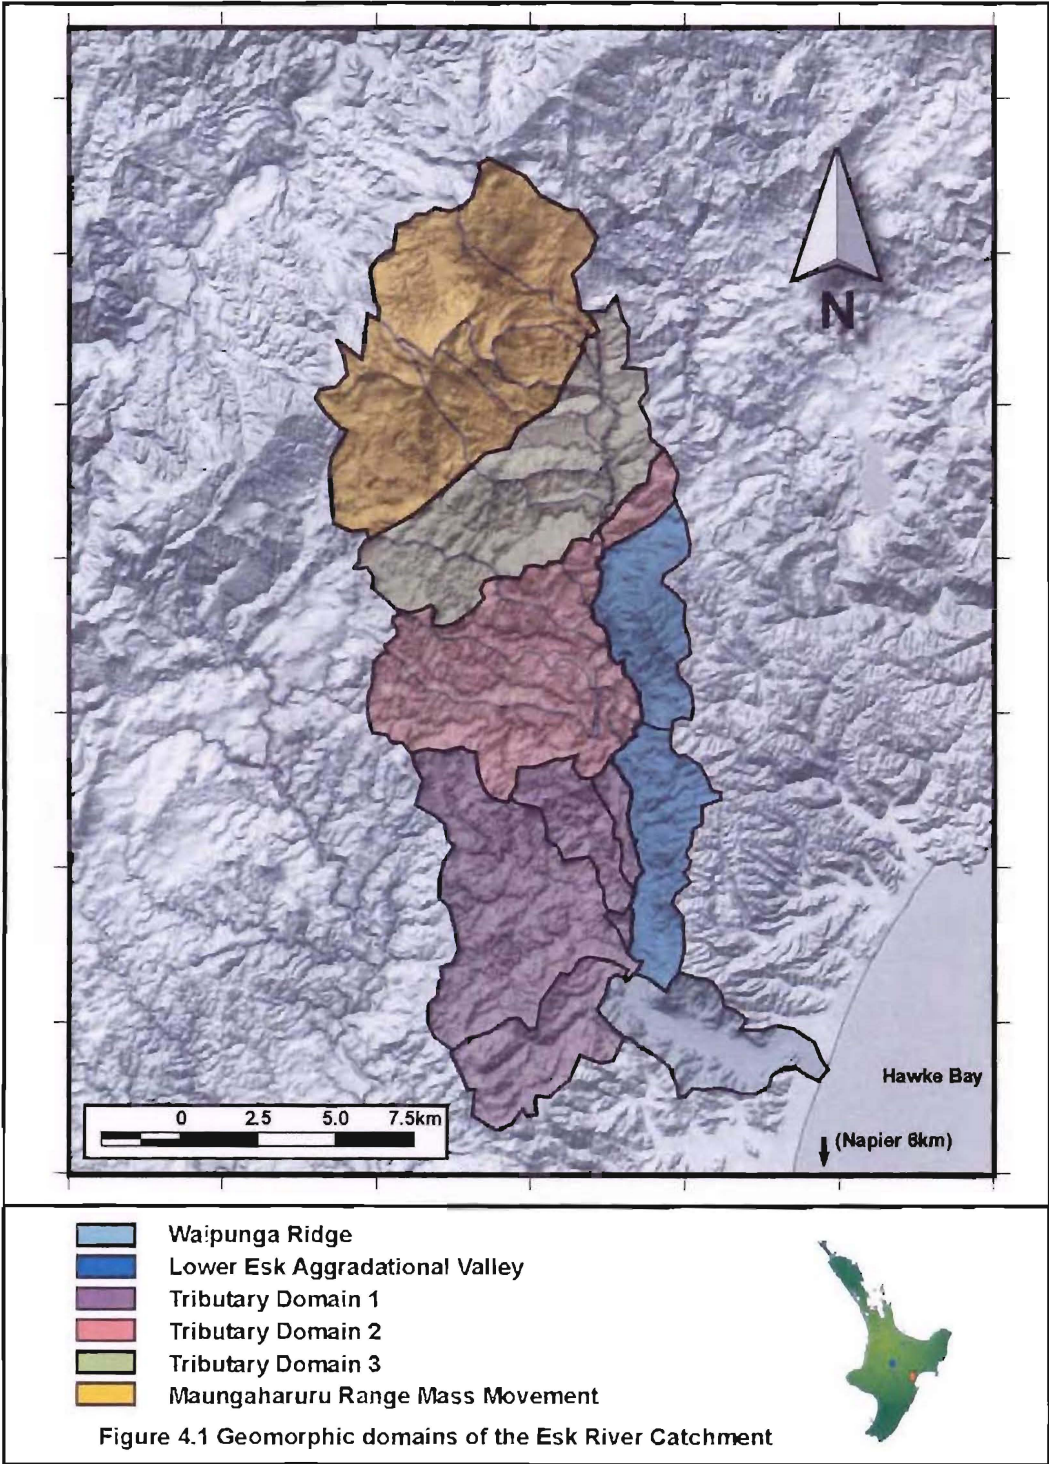 N
Hawke Bay
(Napier 6km)
0 2.5 5.0 7.5km
Waipunga Ridge
Lower Esk Aggradational Valley
Tributary Domain 1
Tributary Domain 2
Tributary Domain 3
Maungaharuru Range Mass Movement
Figure 4.1 Geomorphic domains of the Esk River Catchment